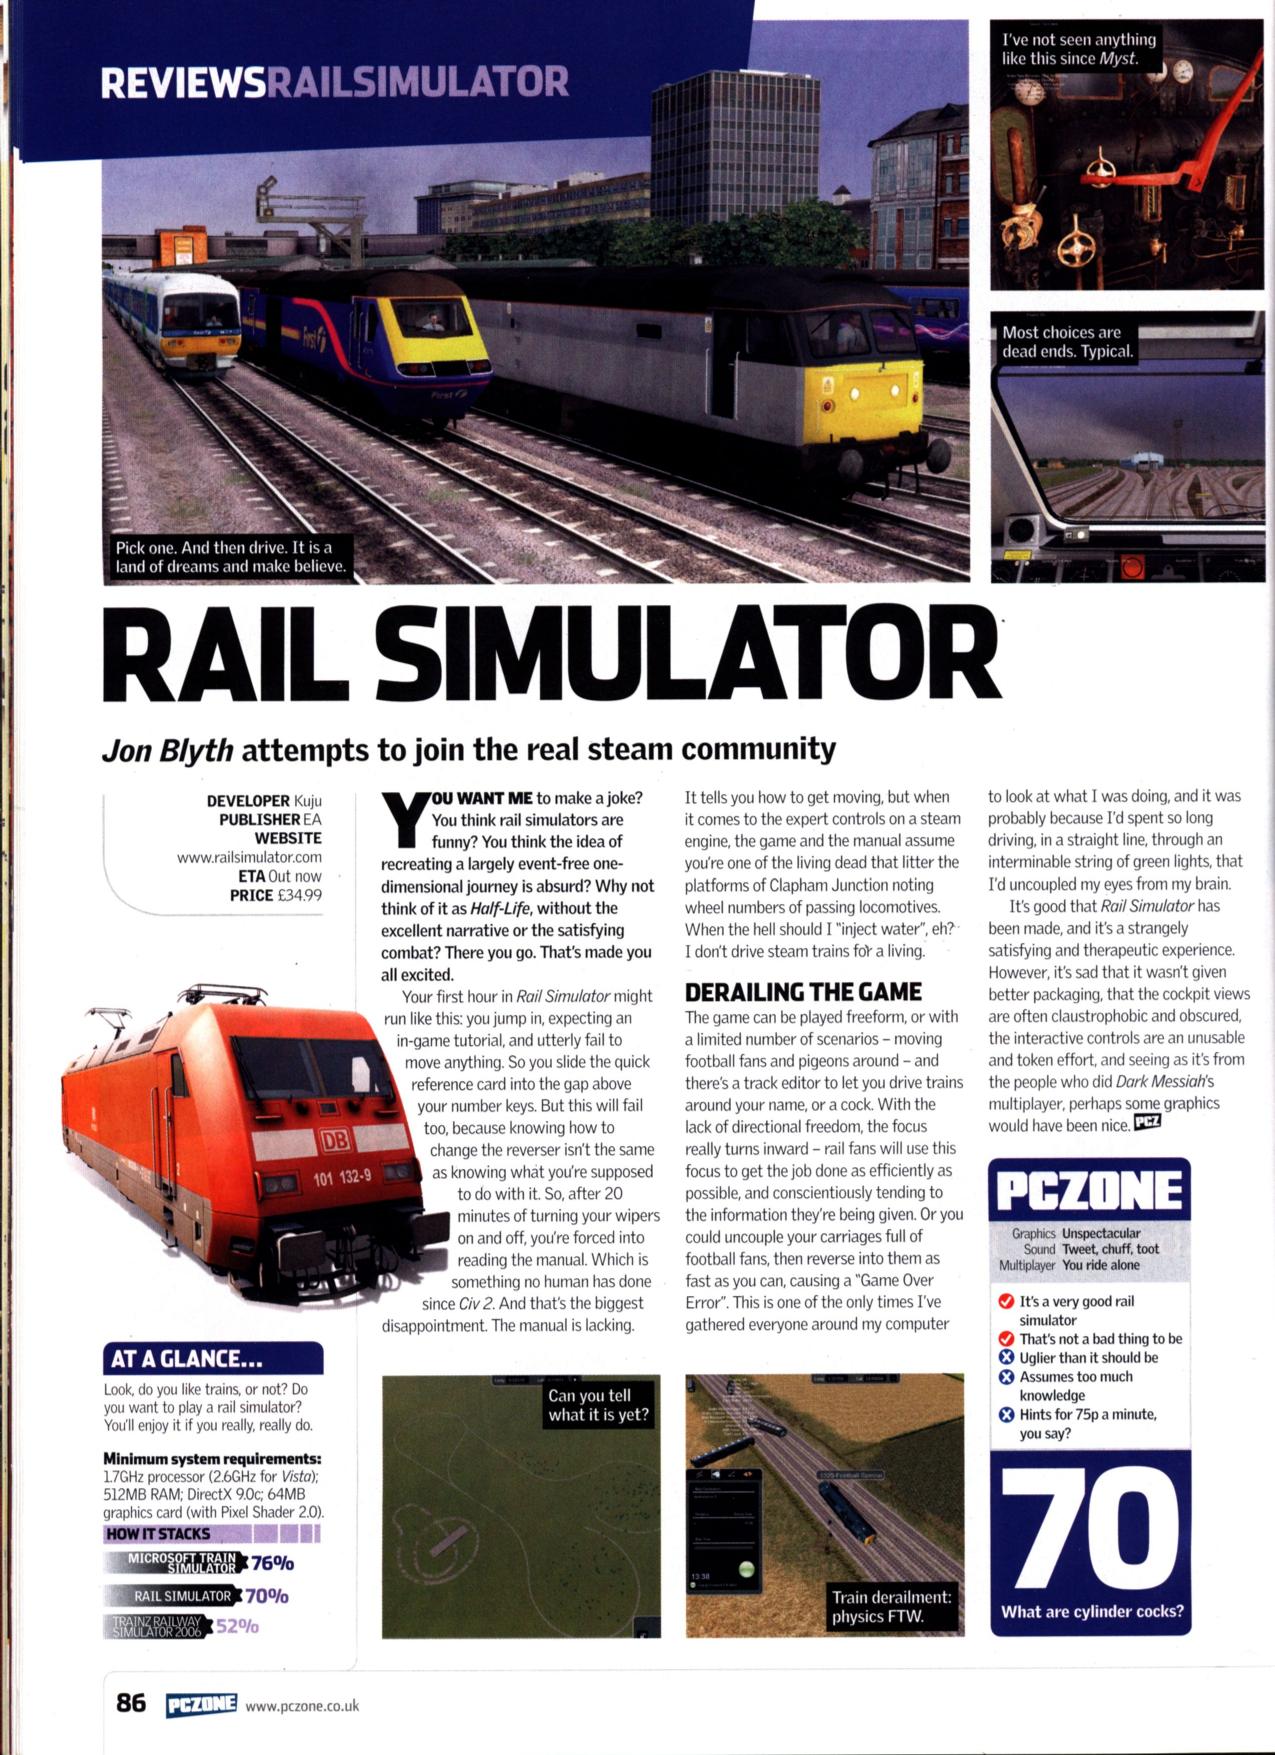 REVIEWSRAILSIMULATOR
I've not seen anything
like this since Myst.
Most choices are
dead ends. Typical.
First
First
Pick one. And then drive. It is a
land of dreams and make believe.
RAIL SIMULATOR
Jon Blyth attempts to join the real steam community
DEVELOPER Kuju
PUBLISHER EA
WEBSITE
www.railsimulator.com
ETA Out now
PRICE £34.99
DB
101 132-9
AT A GLANCE...
Look, do you like trains, or not? Do
you want to play a rail simulator?
You'll enjoy it if you really, really do.
Minimum system requirements:
1.7GHz processor (2.6GHz for Vista);
512MB RAM; DirectX 9.0c; 64MB
graphics card (with Pixel Shader 2.0).
HOW IT STACKS
MICROSOFT TRAIN
SIMULATOR 76%
RAIL SIMULATOR 70%
TRAINZ RAILWAY
SIMULATOR 2006 52%
YOU WANT ME to make a joke?
You think rail simulators are
funny? You think the idea of
recreating a largely event-free one-
dimensional journey is absurd? Why not
think of it as Half-Life, without the
excellent narrative or the satisfying
combat? There you go. That's made you
all excited.
Your first hour in Rail Simulator might
run like this: you jump in, expecting an
in-game tutorial, and utterly fail to
move anything. So you slide the quick
reference card into the gap above
your number keys. But this will fail
too, because knowing how to
change the reverser isn't the same
as knowing what you're supposed
to do with it. So, after 20
minutes of turning your wipers
on and off, you're forced into
reading the manual. Which is
something no human has done
since Civ 2. And that's the biggest
disappointment. The manual is lacking.
It tells you how to get moving, but when
it comes to the expert controls on a steam
engine, the game and the manual assume
you're one of the living dead that litter the
platforms of Clapham Junction noting
wheel numbers of passing locomotives.
When the hell should I "inject water", eh?
I don't drive steam trains for a living.
DERAILING THE GAME
The game can be played freeform, or with
a limited number of scenarios – moving
football fans and pigeons around – and
there's a track editor to let you drive trains
around your name, or a cock. With the
lack of directional freedom, the focus
really turns inward – rail fans will use this
focus to get the job done as efficiently as
possible, and conscientiously tending to
the information they're being given. Or you
could uncouple your carriages full of
football fans, then reverse into them as
fast as you can, causing a "Game Over
Error". This is one of the only times I've
gathered everyone around my computer
to look at what I was doing, and it was
probably because I'd spent so long
driving, in a straight line, through an
interminable string of green lights, that
I'd uncoupled my eyes from my brain.
It's good that Rail Simulator has
been made, and it's a strangely
satisfying and therapeutic experience.
However, it's sad that it wasn't given
better packaging, that the cockpit views
are often claustrophobic and obscured,
the interactive controls are an unusable
and token effort, and seeing as it's from
the people who did Dark Messiah's
multiplayer, perhaps some graphics
would have been nice. PCZ
Can you tell
what it is yet?
1325 Football Special
13:38
Train derailment:
physics FTW.
PCZONE
Graphics Unspectacular
Sound Tweet, chuff, toot
Multiplayer You ride alone
It's a very good rail
simulator
That's not a bad thing to be
Uglier than it should be
Assumes too much
knowledge
Hints for 75p a minute,
you say?
70
What are cylinder cocks?
86 PCZONE www.pczone.co.uk